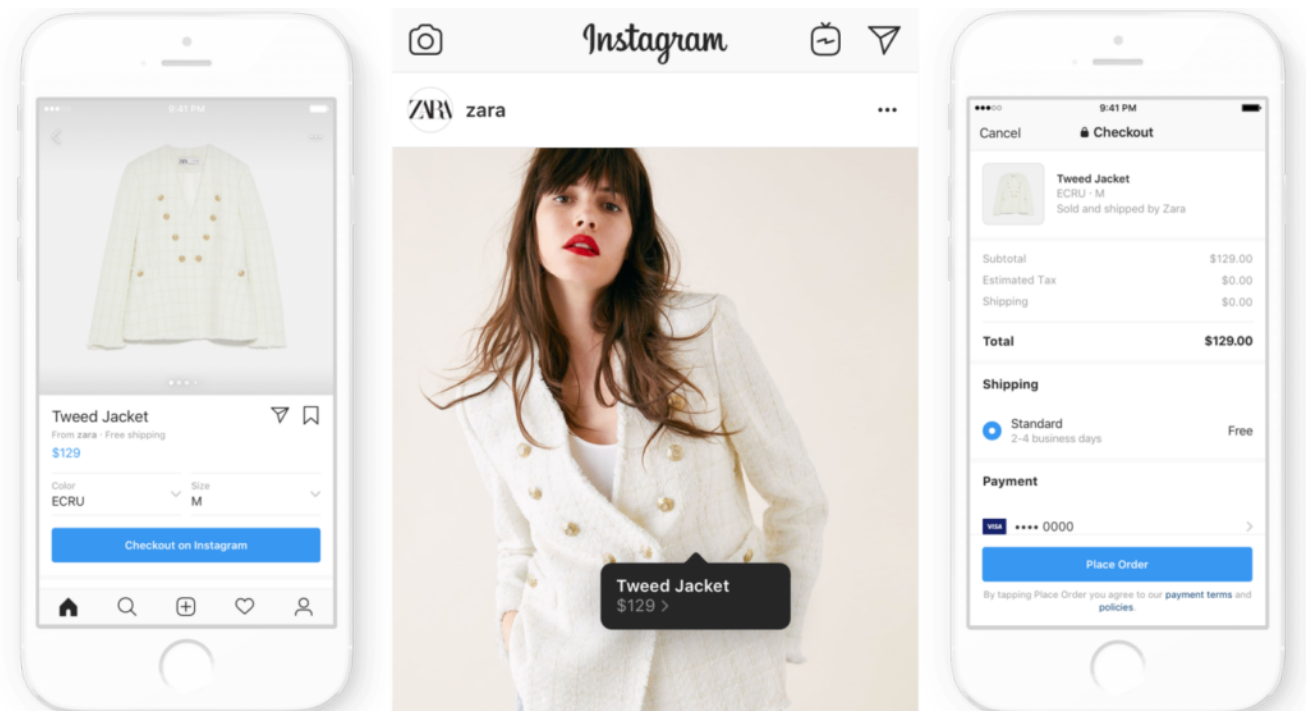 9:41 PM
Tweed Jacket
From zara · Free shipping
$129
Color
ECRU
Size
M
Checkout on Instagram
Instagram
ZARA zara
Tweed Jacket
$129 >
9:41 PM
Cancel
Checkout
Tweed Jacket
ECRU · M
Sold and shipped by Zara
Subtotal $129.00
Estimated Tax $0.00
Shipping $0.00
Total $129.00
Shipping
Standard
2-4 business days
Free
Payment
VISA •••• 0000
Place Order
By tapping Place Order you agree to our payment terms and
policies.